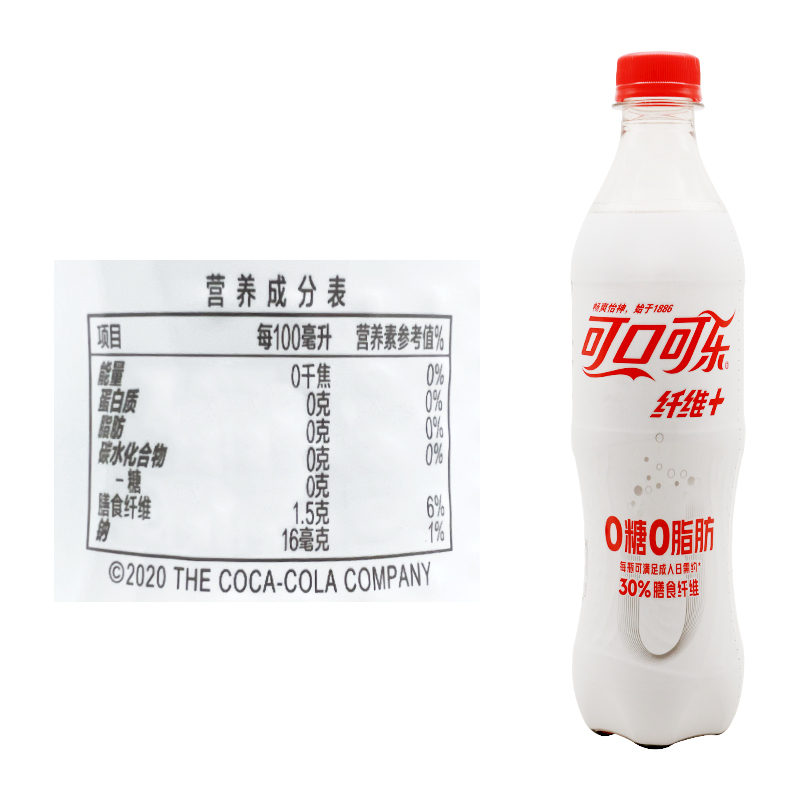 营养成分表
项目 每100毫升 营养素参考值%
能量 0千焦 0%
蛋白质 0克 0%
脂肪 0克 0%
碳水化合物 0克 0%
-糖 0克
膳食纤维 1.5克 6%
钠 16毫克 1%
©2020 THE COCA-COLA COMPANY
畅爽怡神，始于1886
可口可乐
纤维+
0糖0脂肪
每瓶可满足成人日需约*
30%膳食纤维